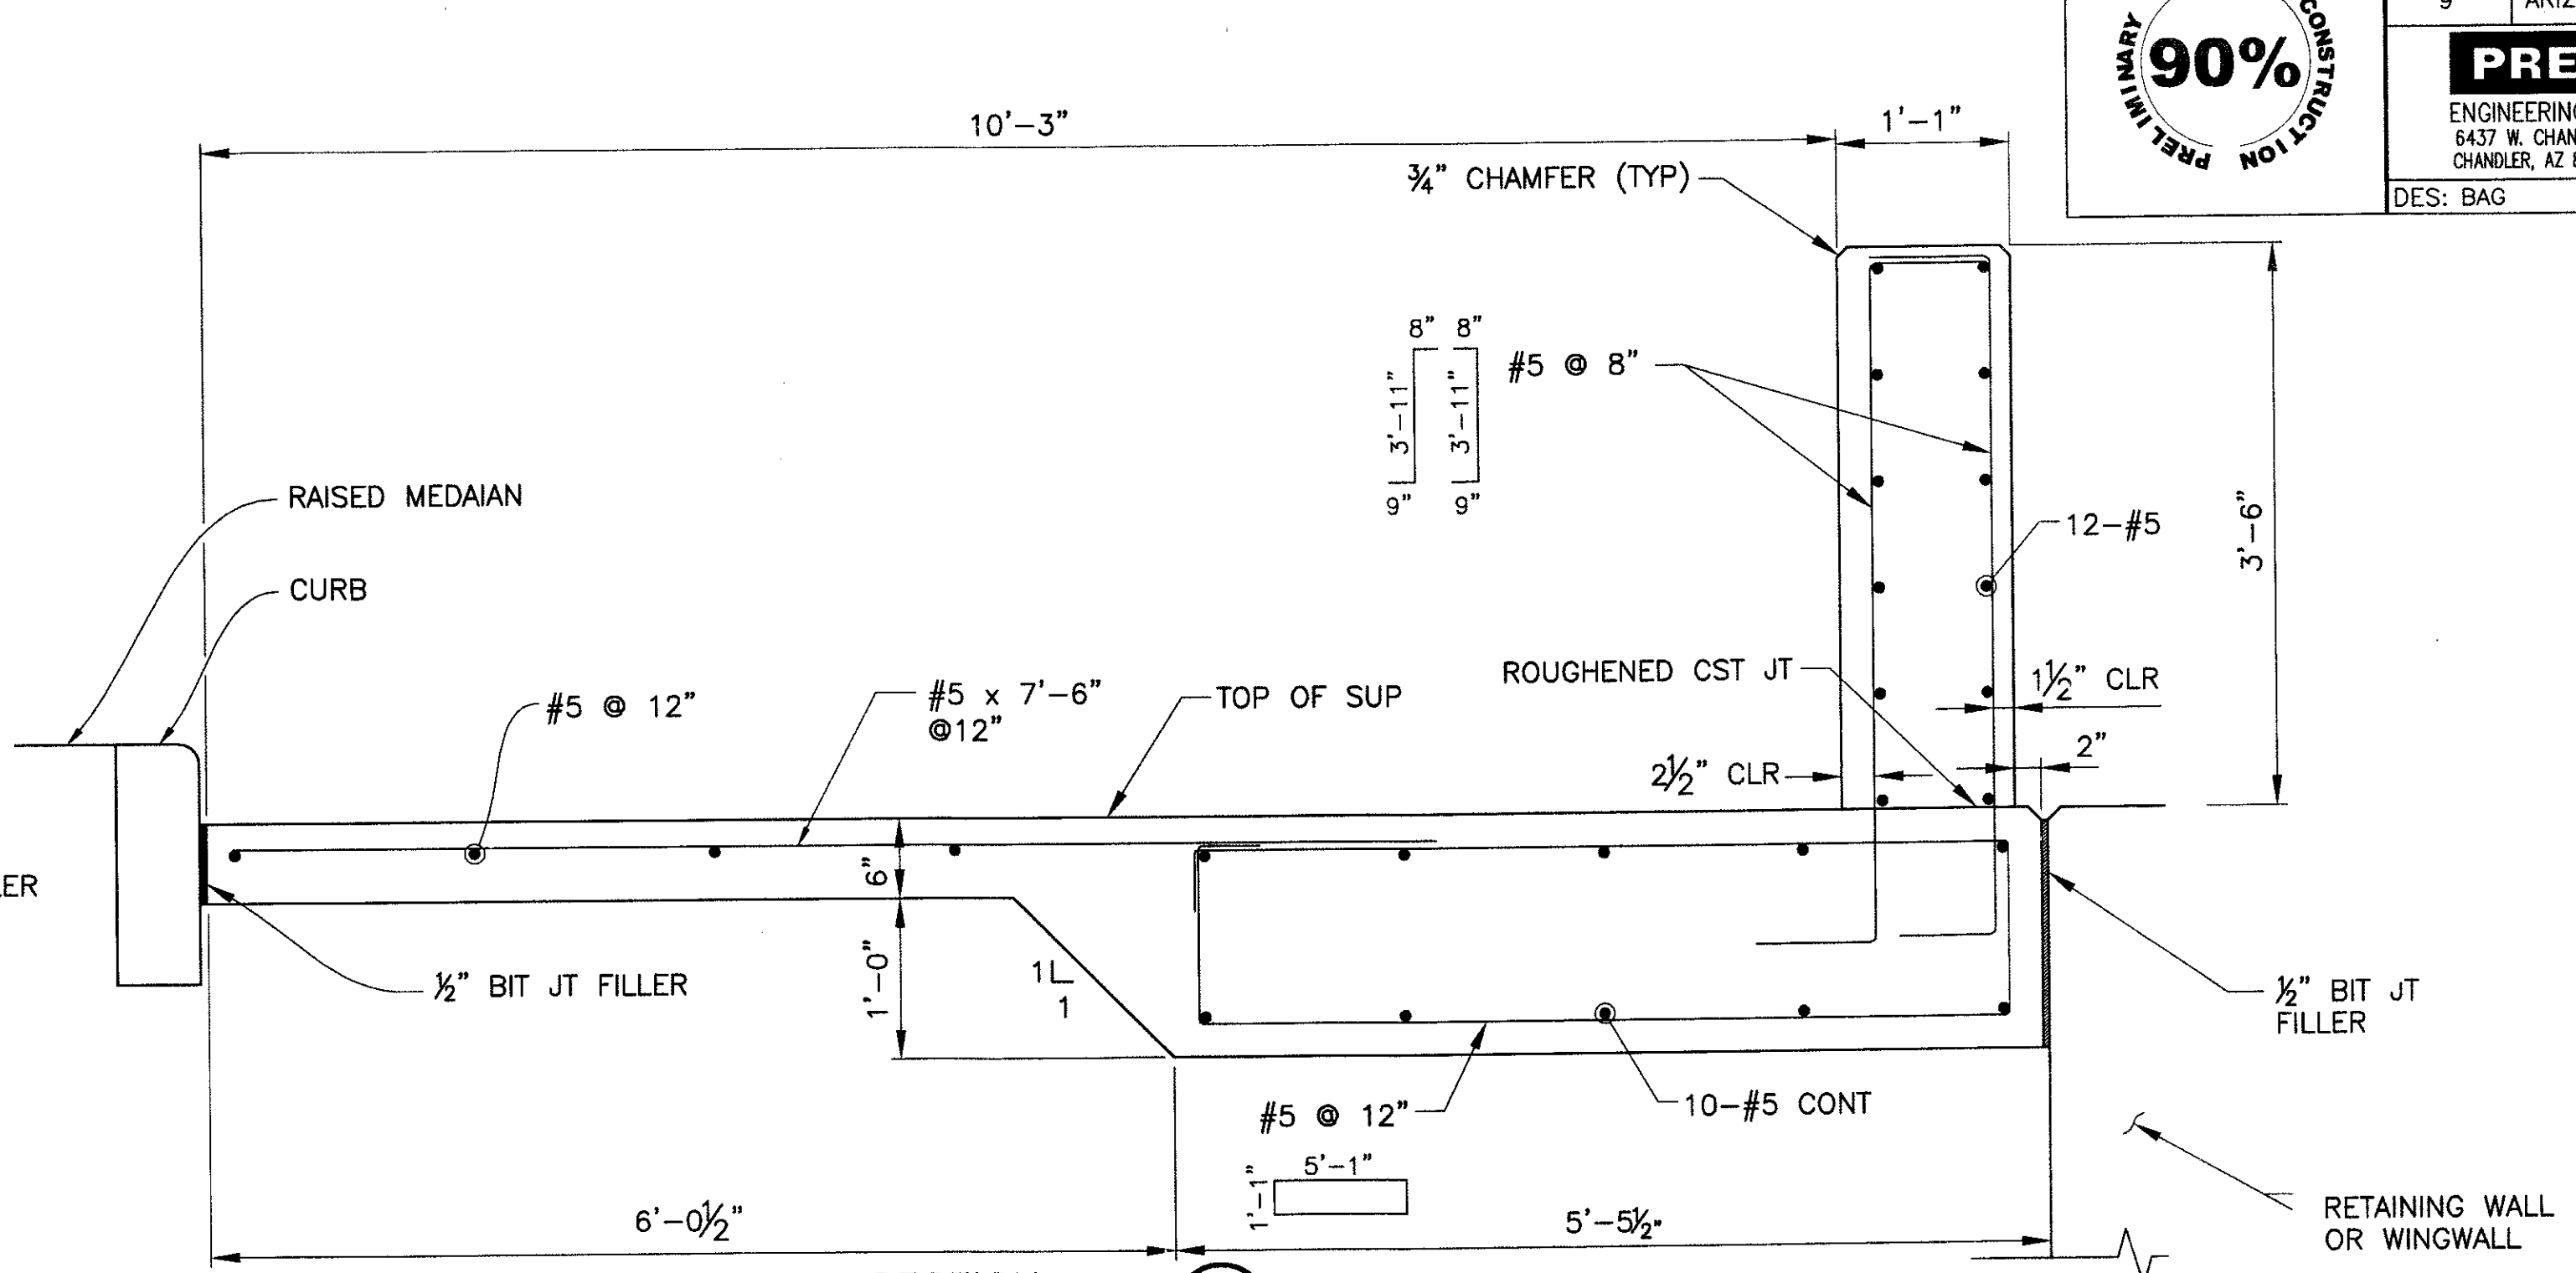 PRELIMINARY
CONSTRUCTION
90%
9
ENGINEERING
6437 W.
CHANDLER, AZ
DES: BAG
10'-3"
1'-1"
¾" CHAMFER (TYP)
8" 8"
3'-11" 3'-11"
9" 9"
#5 @ 8"
RAISED MEDAIAN
12-#5
3'-6"
CURB
ROUGHENED CST JT
1½" CLR
#5 @ 12"
#5 x 7'-6"
@12"
TOP OF SUP
2"
2½" CLR
6"
1'-0"
1
1
½" BIT JT FILLER
½" BIT JT
FILLER
#5 @ 12"
10-#5 CONT
5'-1"
1'-1"
6'-0½"
5'-5½"
RETAINING WALL
OR WINGWALL